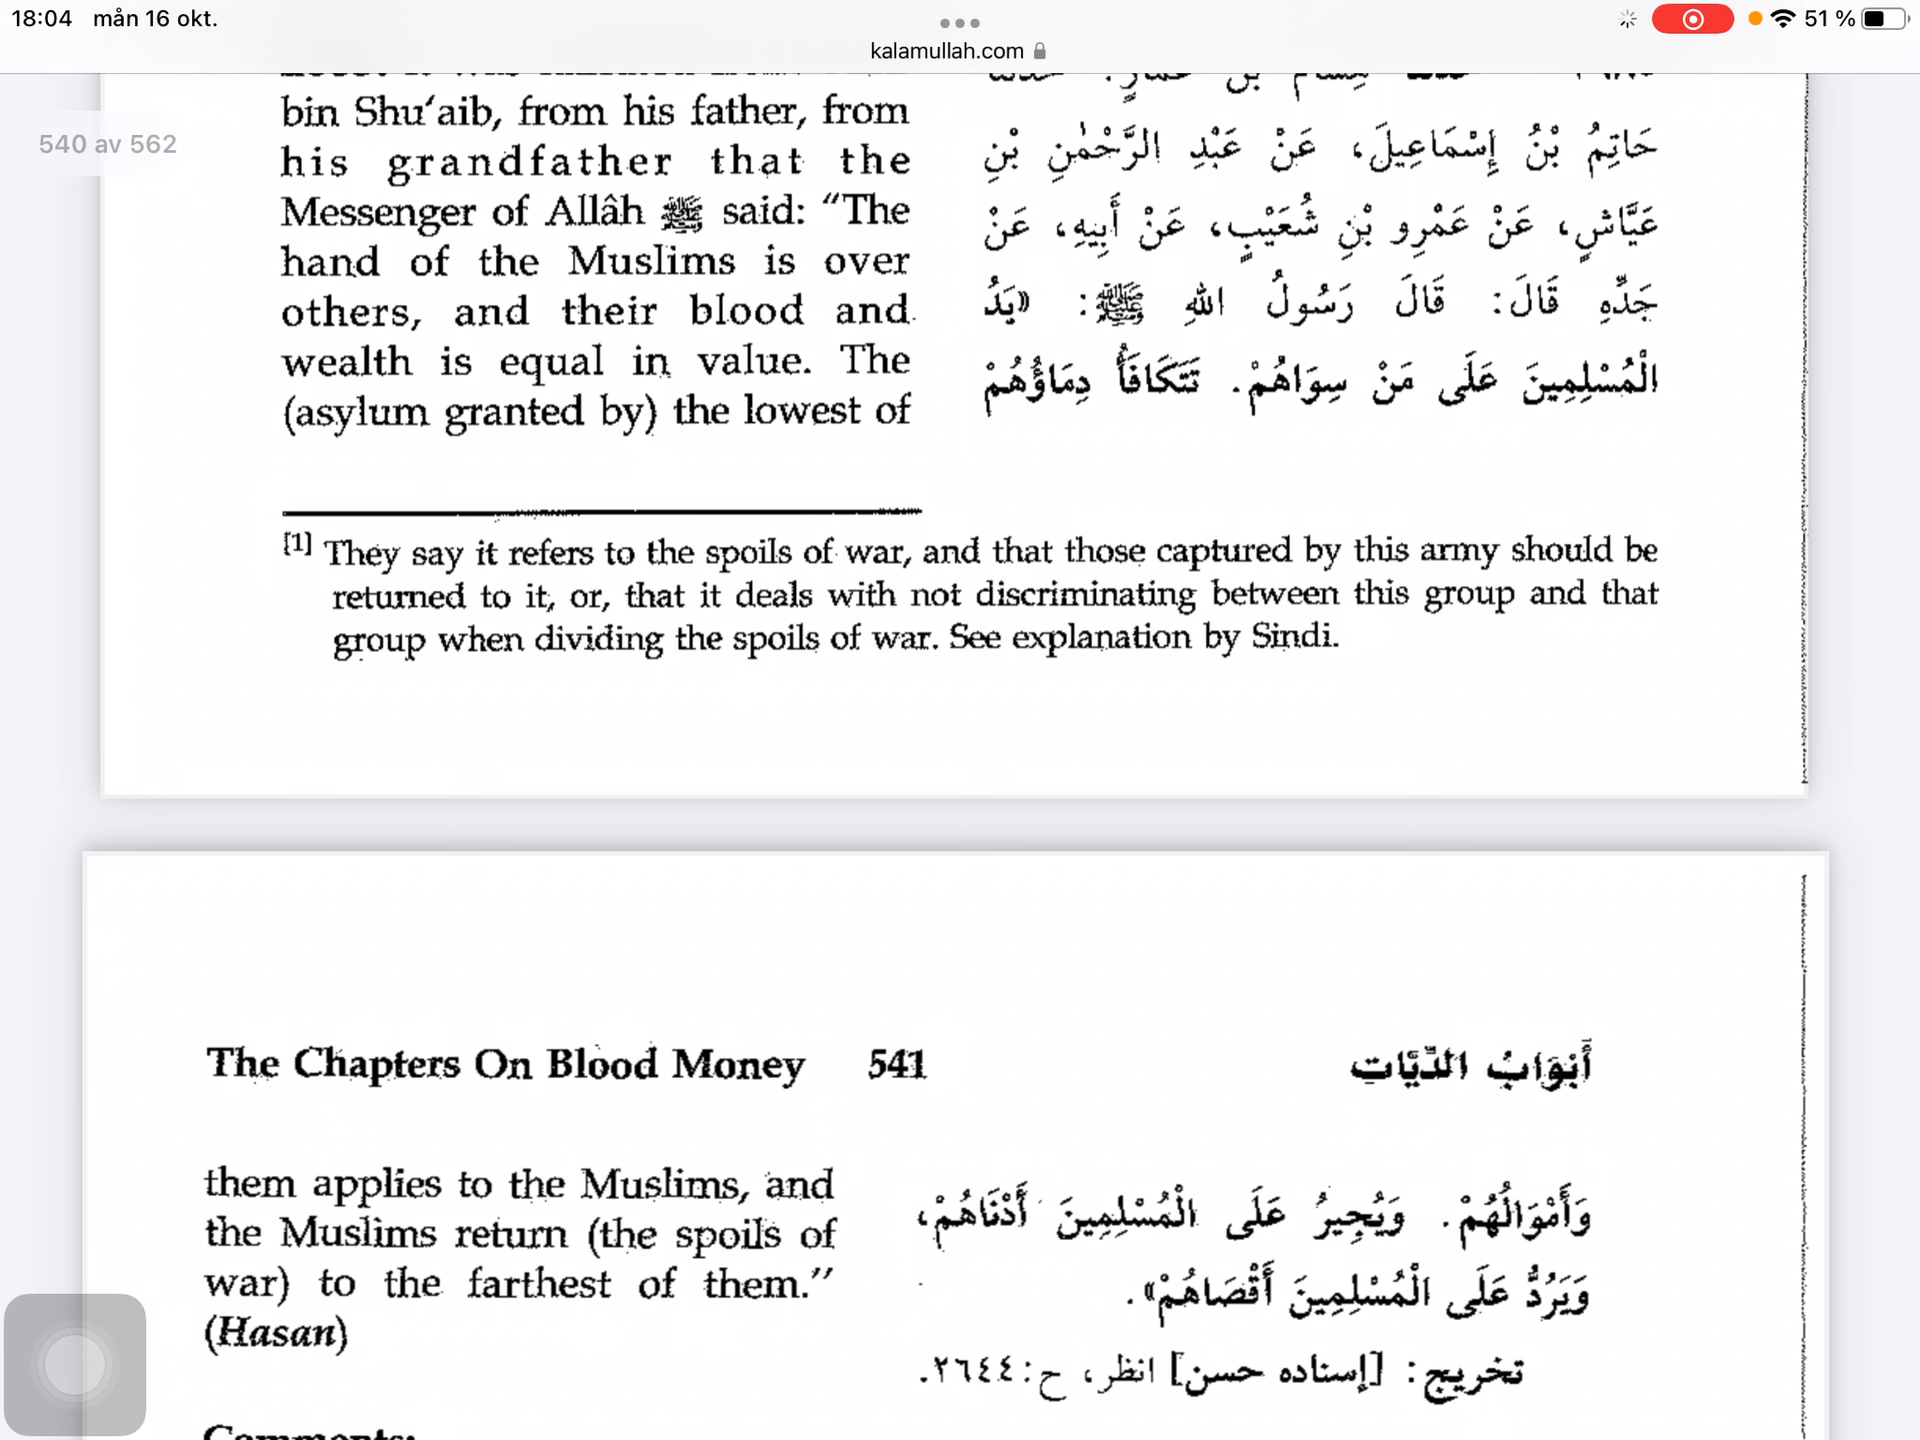 18:04 mån 16 okt.
51 %
kalamullah.com
540 av 562
bin Shu‘aib, from his father, from
his grandfather that the
Messenger of Allâh ﷺ said: “The
hand of the Muslims is over
others, and their blood and
wealth is equal in value. The
(asylum granted by) the lowest of
حَاتِمُ بْنُ إِسْمَاعِيلَ، عَنْ عَبْدِ الرَّحْمٰنِ بْنِ
عَيَّاشٍ، عَنْ عَمْرِو بْنِ شُعَيْبٍ، عَنْ أَبِيهِ، عَنْ
جَدِّهِ قَالَ: قَالَ رَسُولُ اللهِ ﷺ: «يَدُ
الْمُسْلِمِينَ عَلَى مَنْ سِوَاهُمْ. تَتَكَافَأُ دِمَاؤُهُمْ
[1] They say it refers to the spoils of war, and that those captured by this army should be
returned to it, or, that it deals with not discriminating between this group and that
group when dividing the spoils of war. See explanation by Sindi.
The Chapters On Blood Money 541 أَبْوَابُ الدِّيَّاتِ
them applies to the Muslims, and
the Muslims return (the spoils of
war) to the farthest of them.”
(Hasan)
وَأَمْوَالُهُمْ. وَيُجِيرُ عَلَى الْمُسْلِمِينَ أَدْنَاهُمْ،
وَيَرُدُّ عَلَى الْمُسْلِمِينَ أَقْصَاهُمْ».
تخريج: [إسناده حسن] انظر، ح:٢٦٤٤.
Comments: